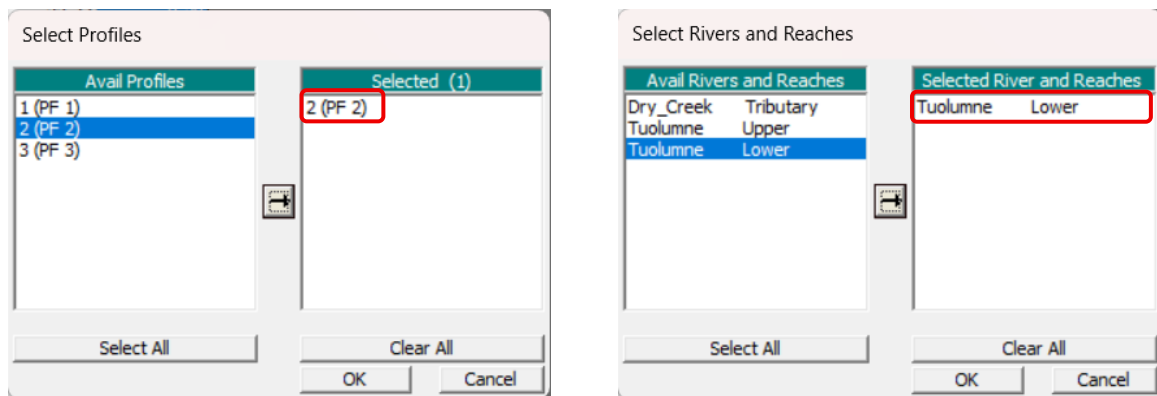 Select Profiles
Avail Profiles
1 (PF 1)
2 (PF 2)
3 (PF 3)
Selected (1)
2 (PF 2)
Select All
Clear All
OK
Cancel
Select Rivers and Reaches
Avail Rivers and Reaches
Dry_Creek Tributary
Tuolumne Upper
Tuolumne Lower
Selected River and Reaches
Tuolumne Lower
Select All
Clear All
OK
Cancel